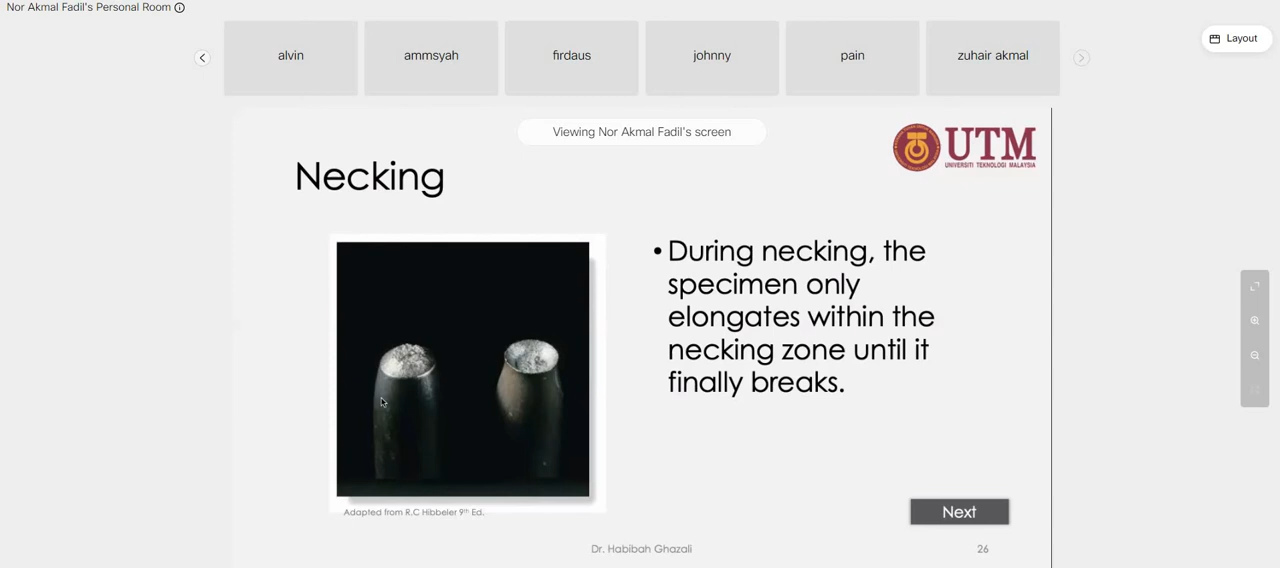 Nor Akmal Fadil's Personal Room
alvin
ammsyah
firdaus
johnny
pain
zuhair akmal
Layout
Viewing Nor Akmal Fadil's screen
UTM
UNIVERSITI TEKNOLOGI MALAYSIA
Necking
• During necking, the
specimen only
elongates within the
necking zone until it
finally breaks.
Adapted from R.C Hibbeler 9th Ed.
Next
Dr. Habibah Ghazali
26